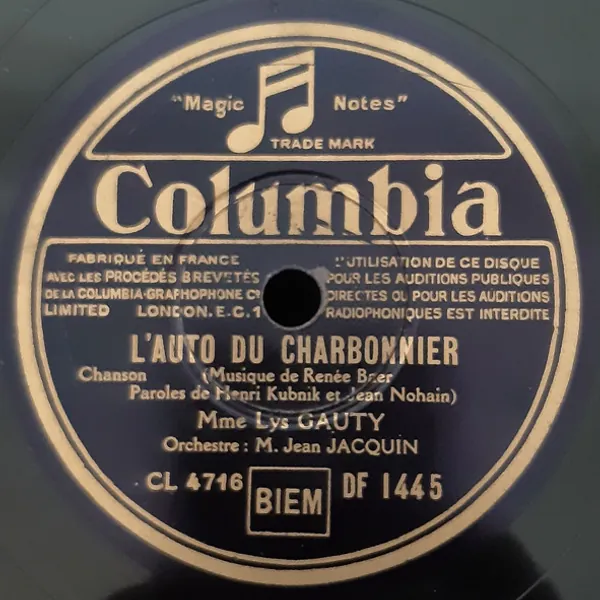 "Magic Notes"
TRADE MARK
Columbia
FABRIQUÉ EN FRANCE
AVEC LES PROCÉDÉS BREVETÉS
DE LA COLUMBIA-GRAPHOPHONE Cº
LIMITED LONDON.E.C.1
L'UTILISATION DE CE DISQUE
POUR LES AUDITIONS PUBLIQUES
DIRECTES OU POUR LES AUDITIONS
RADIOPHONIQUES EST INTERDITE
L'AUTO DU CHARBONNIER
Chanson (Musique de Renée Baer
Paroles de Henri Kubnik et Jean Nohain)
Mme Lys GAUTY
Orchestre : M. Jean JACQUIN
CL 4716 BIEM DF 1445